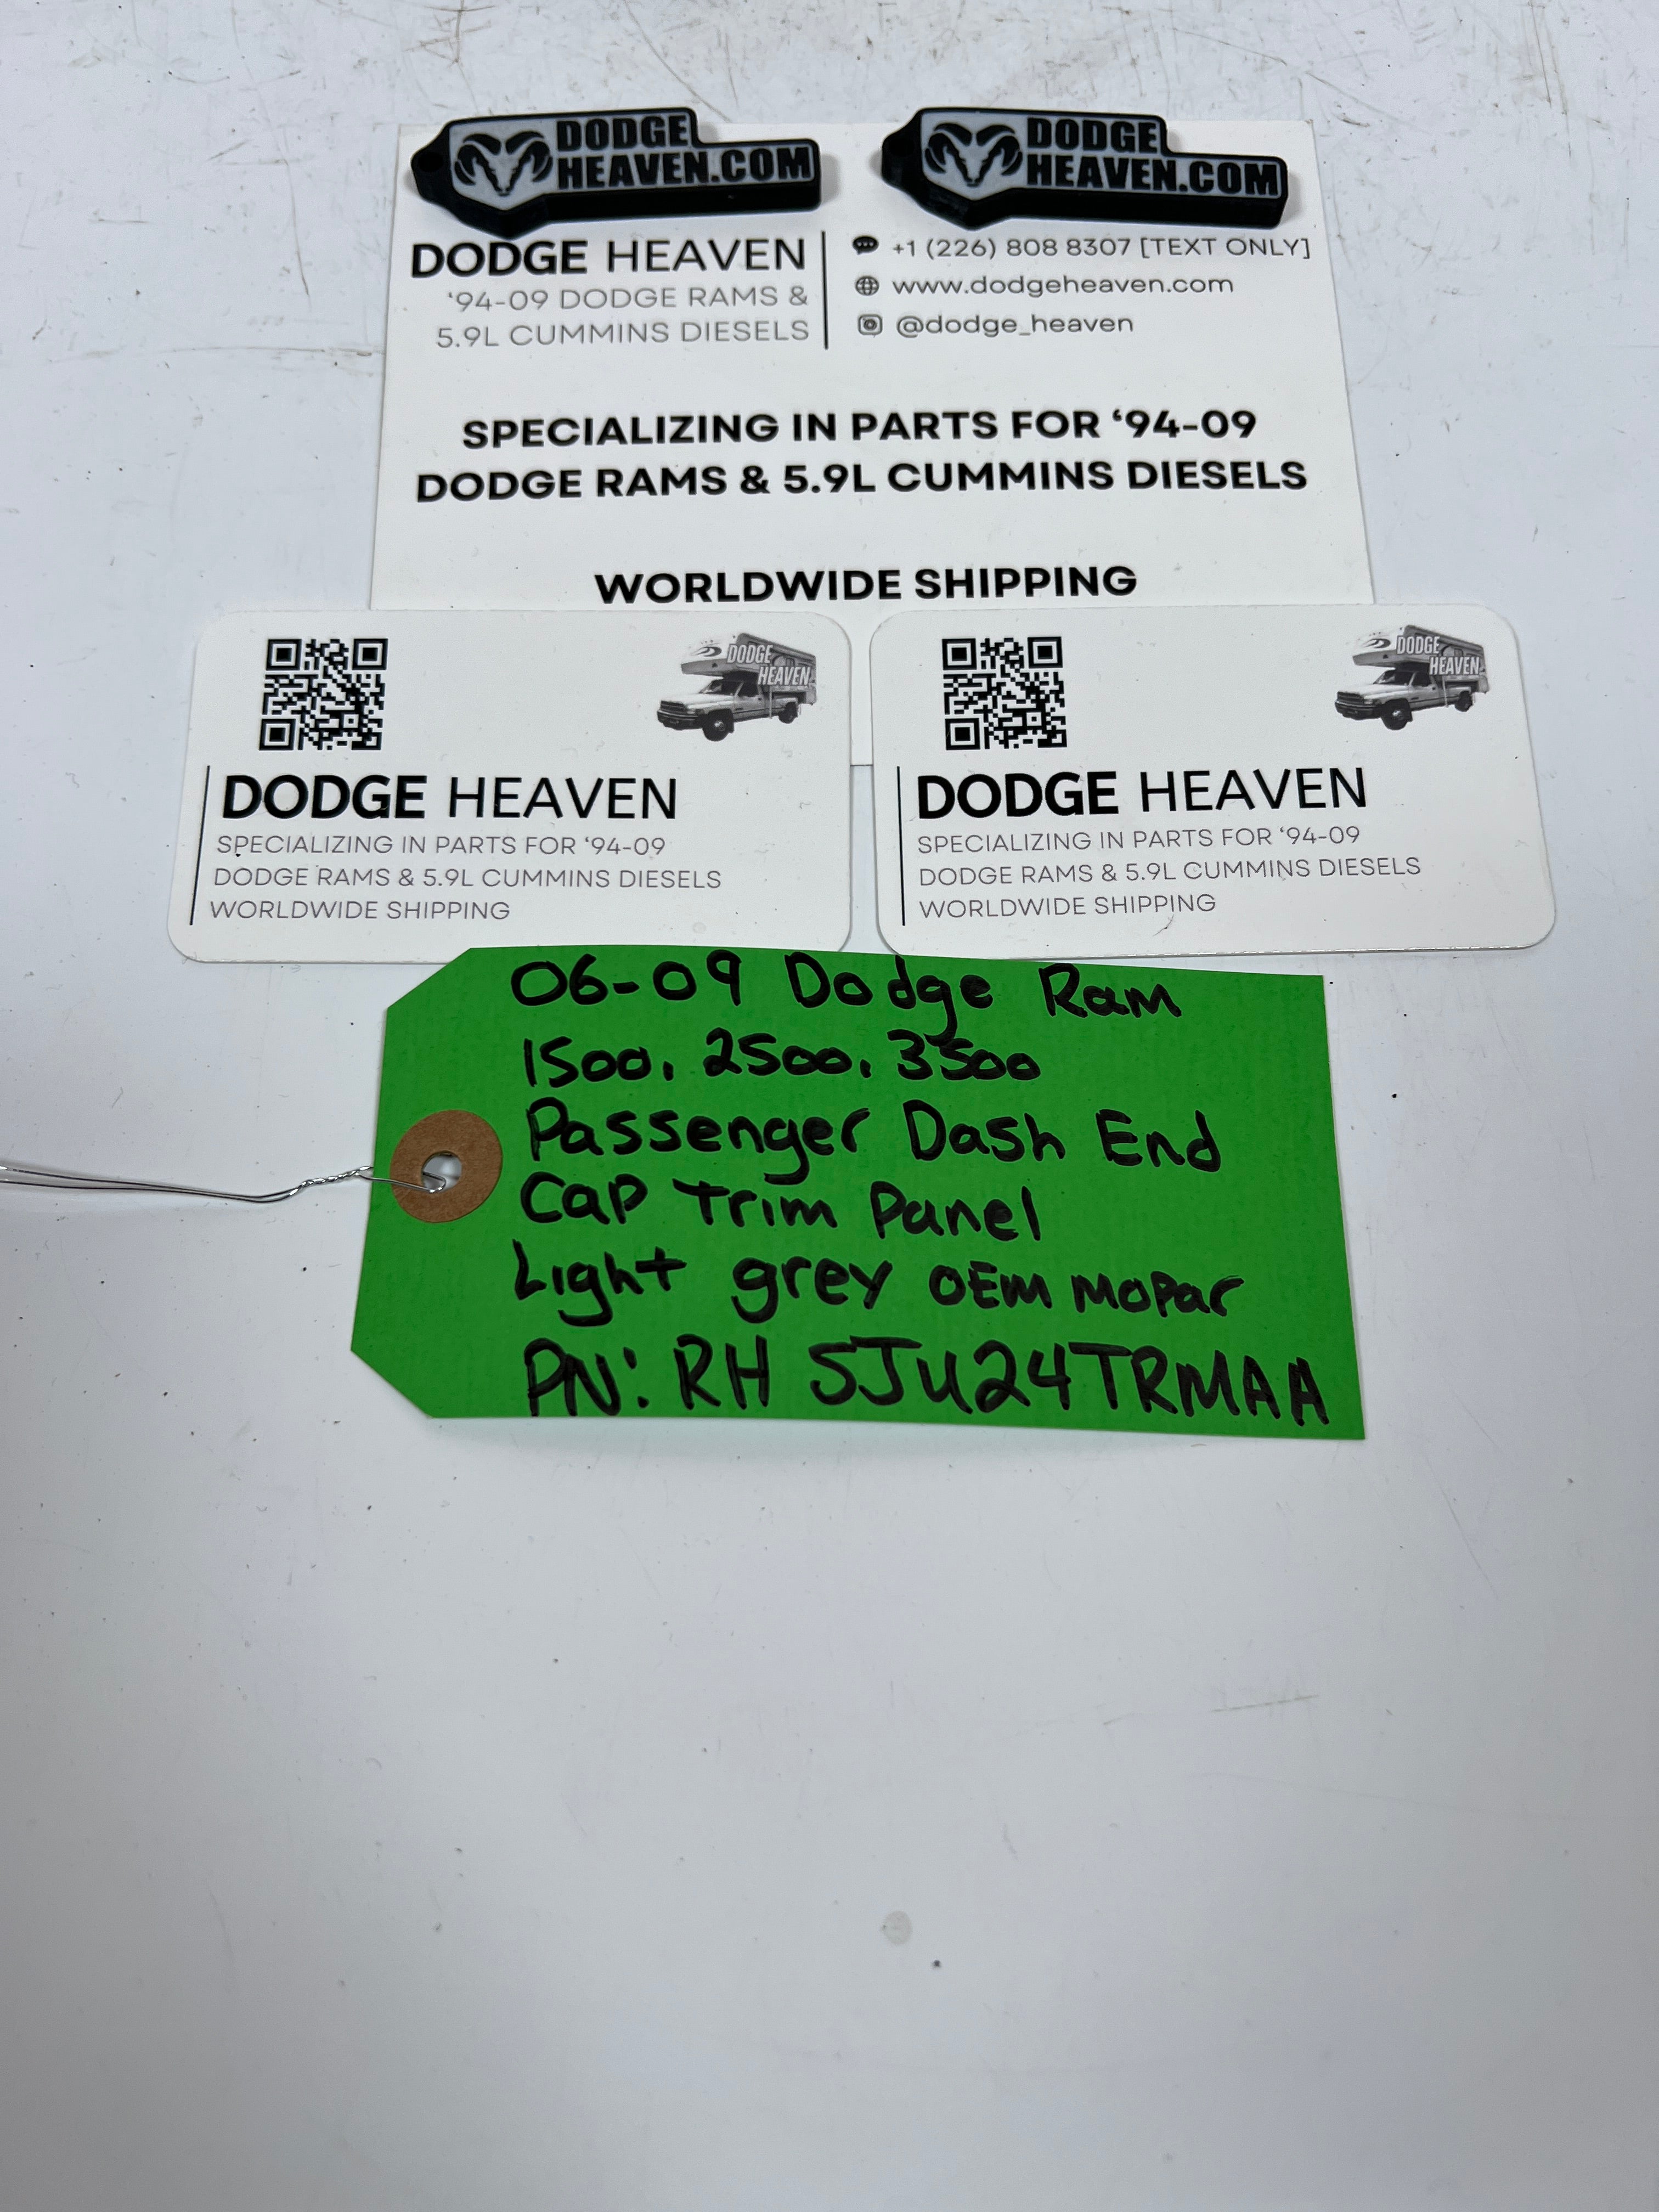 DODGE
HEAVEN.COM
DODGE
HEAVEN.COM
DODGE HEAVEN
‘94-09 DODGE RAMS &
5.9L CUMMINS DIESELS
+1 (226) 808 8307 [TEXT ONLY]
www.dodgeheaven.com
@dodge_heaven
SPECIALIZING IN PARTS FOR ‘94-09
DODGE RAMS & 5.9L CUMMINS DIESELS
WORLDWIDE SHIPPING
DODGE
HEAVEN
DODGE HEAVEN
SPECIALIZING IN PARTS FOR ‘94-09
DODGE RAMS & 5.9L CUMMINS DIESELS
WORLDWIDE SHIPPING
DODGE
HEAVEN
DODGE HEAVEN
SPECIALIZING IN PARTS FOR ‘94-09
DODGE RAMS & 5.9L CUMMINS DIESELS
WORLDWIDE SHIPPING
06-09 Dodge Ram
1500, 2500, 3500
Passenger Dash End
Cap Trim Panel
Light grey OEM MOPar
PN: RH 5JU24TRMAA